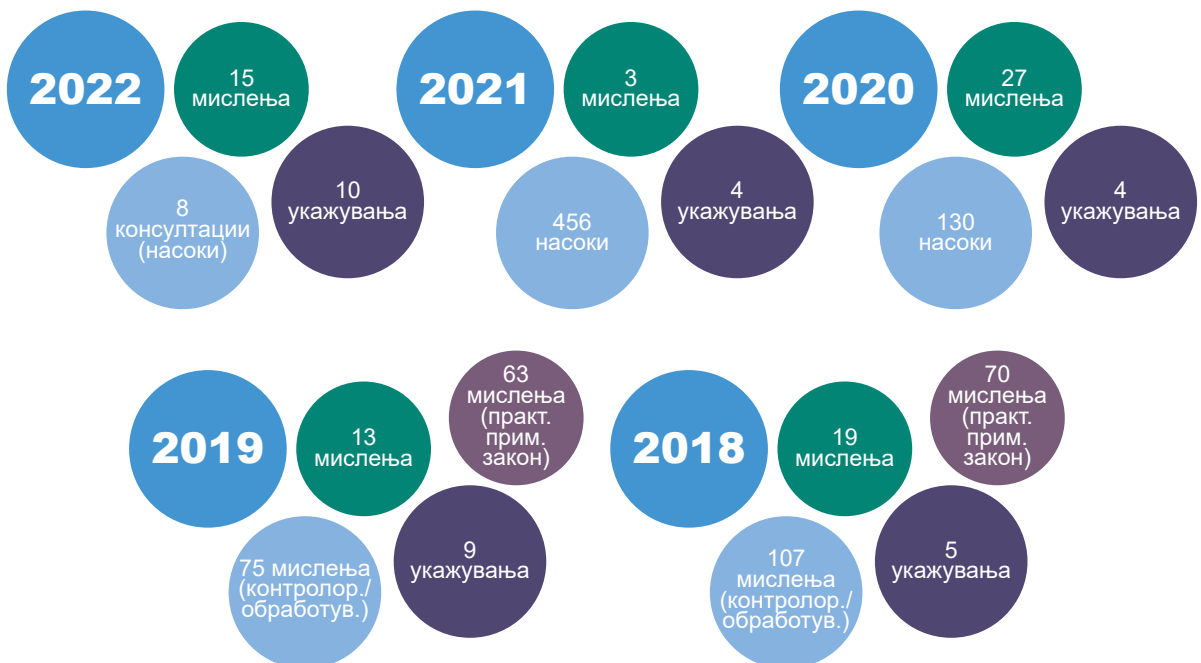 2022
15
мислења
10
укажувања
8
консултации
(насоки)
2021
3
мислења
4
укажувања
456
насоки
2020
27
мислења
4
укажувања
130
насоки
2019
13
мислења
63
мислења
(практ.
прим.
закон)
9
укажувања
75 мислења
(контролор./
обработув.)
2018
19
мислења
70
мислења
(практ.
прим.
закон)
5
укажувања
107
мислења
(контролор./
обработув.)